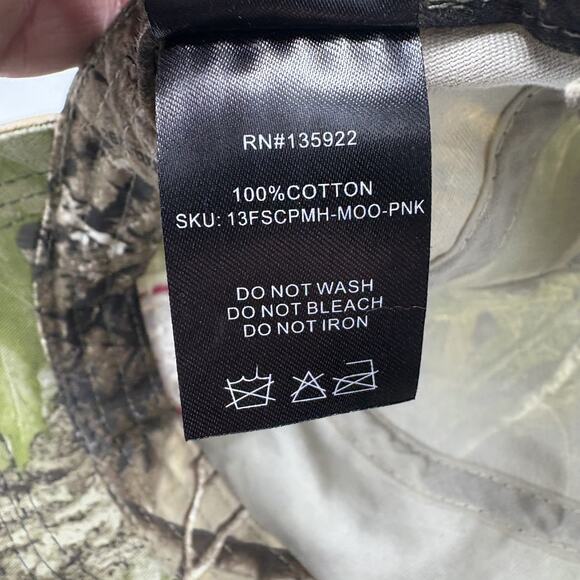 RN#135922
100%COTTON
SKU: 13FSCPMH-MOO-PNK
DO NOT WASH
DO NOT BLEACH
DO NOT IRON